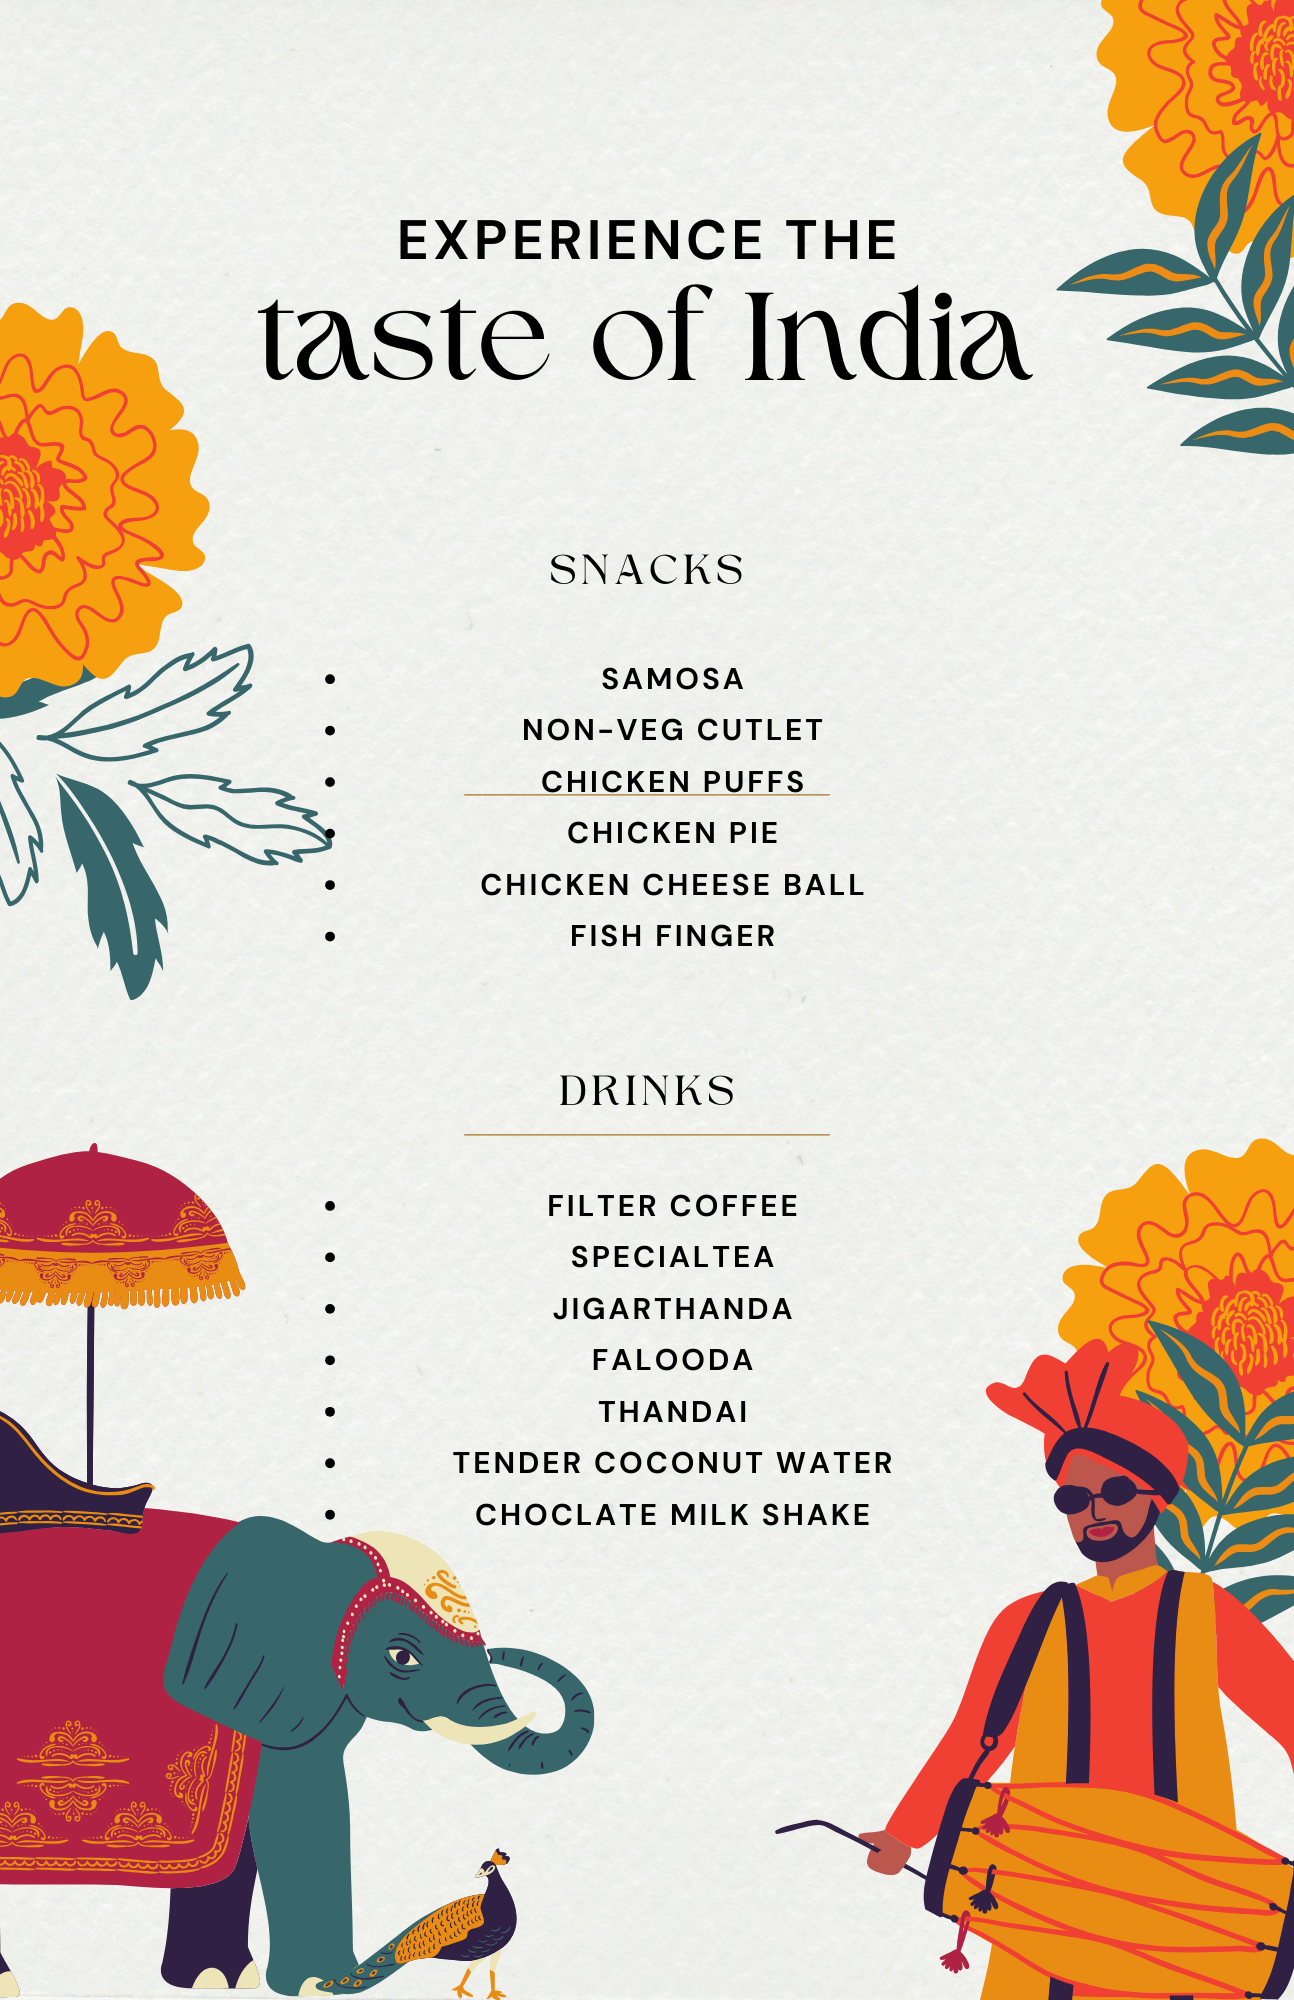 EXPERIENCE THE
taste of India
SNACKS
• SAMOSA
• NON-VEG CUTLET
• CHICKEN PUFFS
• CHICKEN PIE
• CHICKEN CHEESE BALL
• FISH FINGER
DRINKS
• FILTER COFFEE
• SPECIALTEA
• JIGARTHANDA
• FALOODA
• THANDAI
• TENDER COCONUT WATER
• CHOCLATE MILK SHAKE